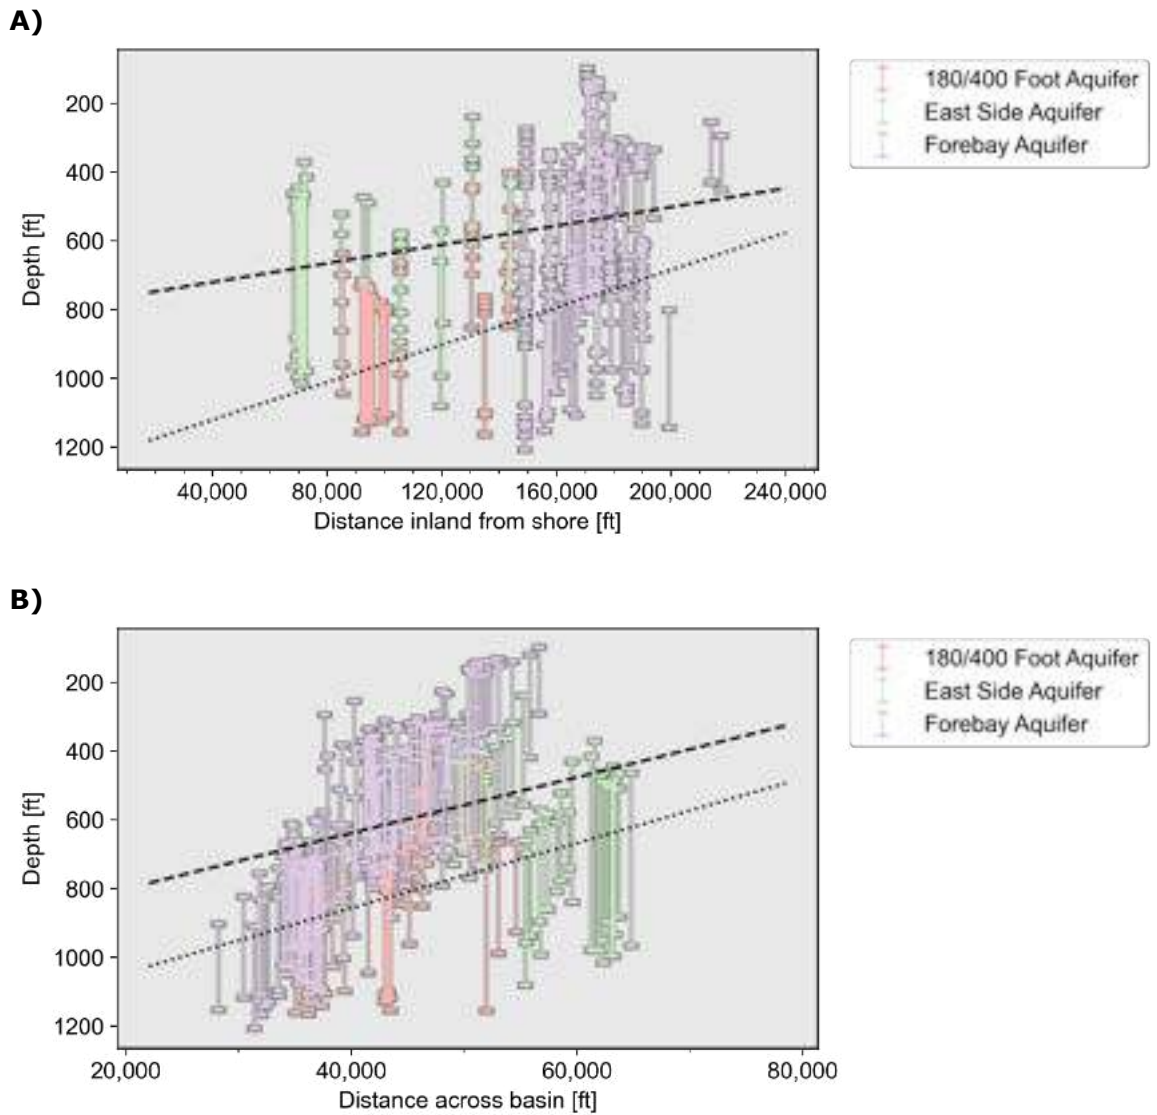 A)
200
400
600
800
1000
1200
Depth [ft]
40,000 80,000 120,000 160,000 200,000 240,000
Distance inland from shore [ft]
180/400 Foot Aquifer
East Side Aquifer
Forebay Aquifer
B)
200
400
600
800
1000
1200
Depth [ft]
20,000 40,000 60,000 80,000
Distance across basin [ft]
180/400 Foot Aquifer
East Side Aquifer
Forebay Aquifer